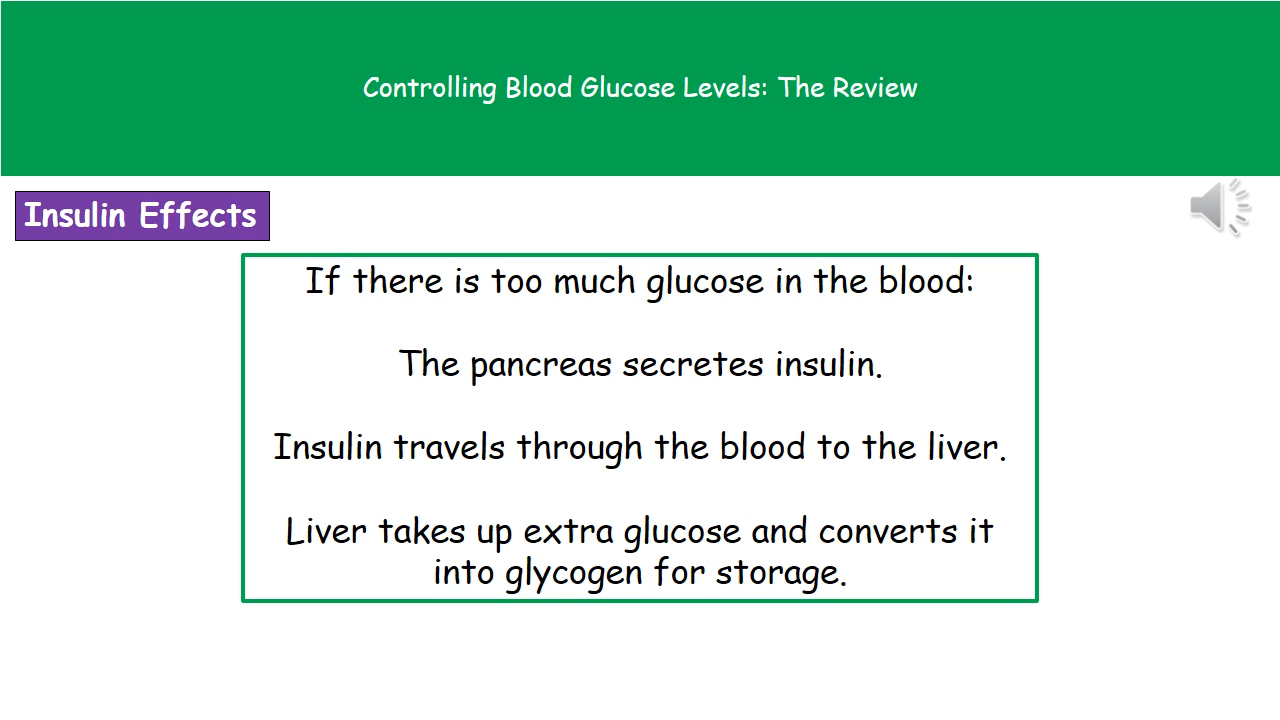 Controlling Blood Glucose Levels: The Review
Insulin Effects
If there is too much glucose in the blood:
The pancreas secretes insulin.
Insulin travels through the blood to the liver.
Liver takes up extra glucose and converts it
into glycogen for storage.